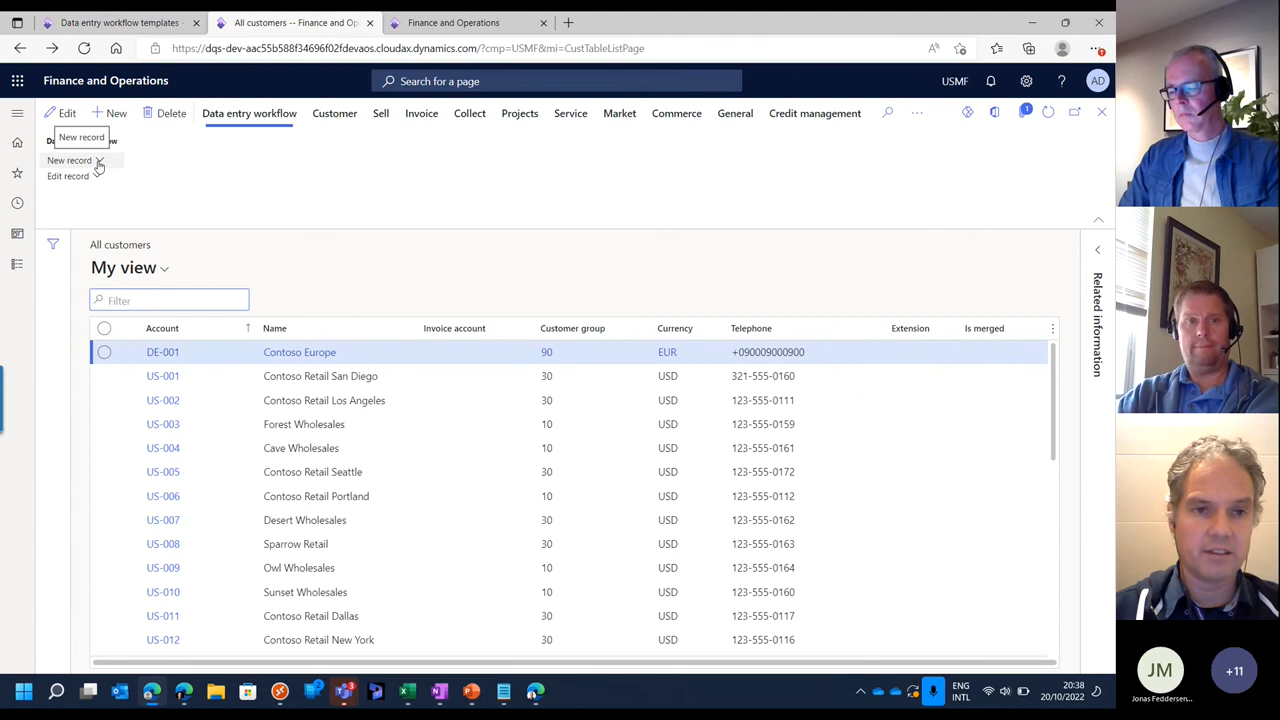 Data entry workflow templates -
All customers -- Finance and Op
Finance and Operations
https://dqs-dev-aac55b588f34696f02fdevaos.cloudax.dynamics.com/?cmp=USMF&mi=CustTableListPage
Finance and Operations
Search for a page
USMF
AD
Edit
New
Delete
Data entry workflow
Customer
Sell
Invoice
Collect
Projects
Service
Market
Commerce
General
Credit management
1
New record
New record
Edit record
All customers
My view
Filter
Related information
Account Name Invoice account Customer group Currency Telephone Extension Is merged
DE-001 Contoso Europe 90 EUR +090009000900
US-001 Contoso Retail San Diego 30 USD 321-555-0160
US-002 Contoso Retail Los Angeles 30 USD 123-555-0111
US-003 Forest Wholesales 10 USD 123-555-0159
US-004 Cave Wholesales 10 USD 123-555-0161
US-005 Contoso Retail Seattle 30 USD 123-555-0172
US-006 Contoso Retail Portland 10 USD 123-555-0112
US-007 Desert Wholesales 10 USD 123-555-0162
US-008 Sparrow Retail 30 USD 123-555-0163
US-009 Owl Wholesales 10 USD 123-555-0164
US-010 Sunset Wholesales 10 USD 123-555-0160
US-011 Contoso Retail Dallas 30 USD 123-555-0117
US-012 Contoso Retail New York 30 USD 123-555-0116
JM
Jonas Feddersen...
+11
ENG
INTL
20:38
20/10/2022